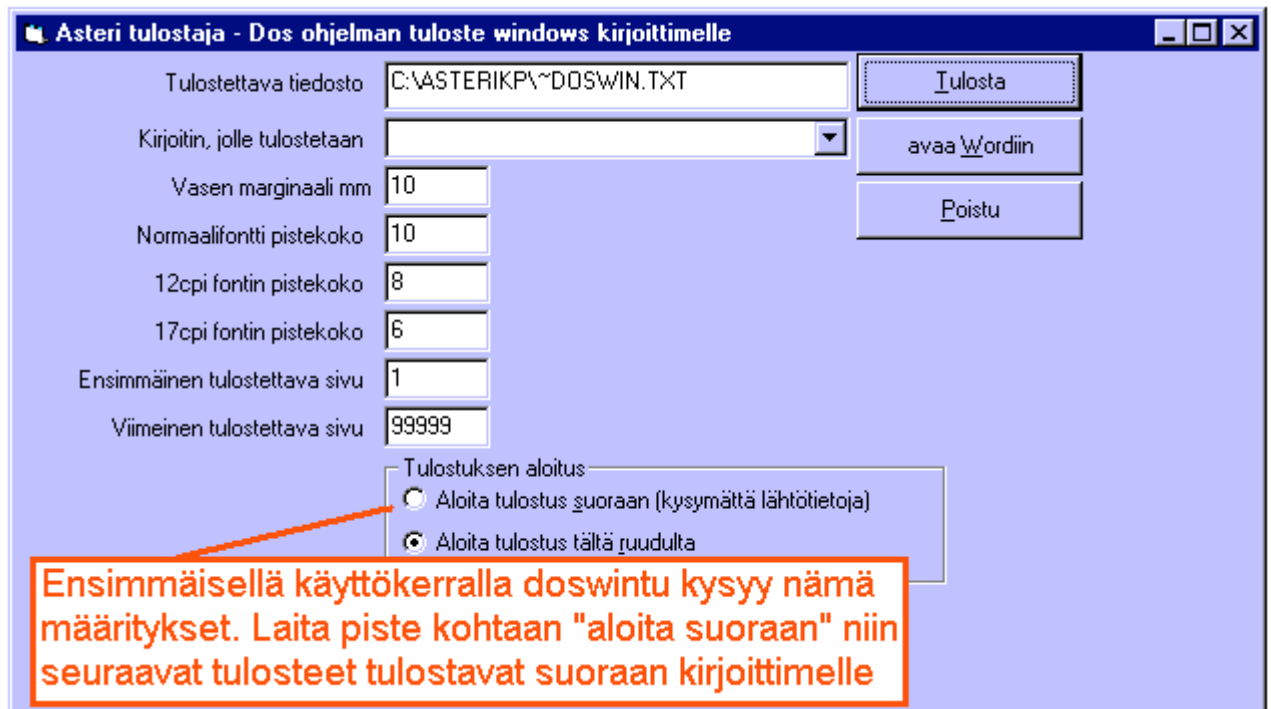 Asteri tulostaja - Dos ohjelman tuloste windows kirjoittimelle
Tulostettava tiedosto C:\ASTERIKP\~DOSWIN.TXT Tulosta
Kirjoitin, jolle tulostetaan avaa Wordiin
Vasen marginaali mm 10
Poistu
Normaalifontti pistekoko 10
12cpi fontin pistekoko 8
17cpi fontin pistekoko 6
Ensimmäinen tulostettava sivu 1
Viimeinen tulostettava sivu 99999
Tulostuksen aloitus
Aloita tulostus suoraan (kysymättä lähtötietoja)
Aloita tulostus tältä ruudulta
Ensimmäisellä käyttökerralla doswintu kysyy nämä
määritykset. Laita piste kohtaan "aloita suoraan" niin
seuraavat tulosteet tulostavat suoraan kirjoittimelle